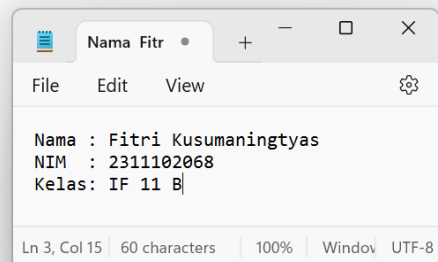 Nama Fitr
File Edit View
Nama : Fitri Kusumaningtyas
NIM  : 2311102068
Kelas: IF 11 B
Ln 3, Col 15 60 characters 100% Window UTF-8